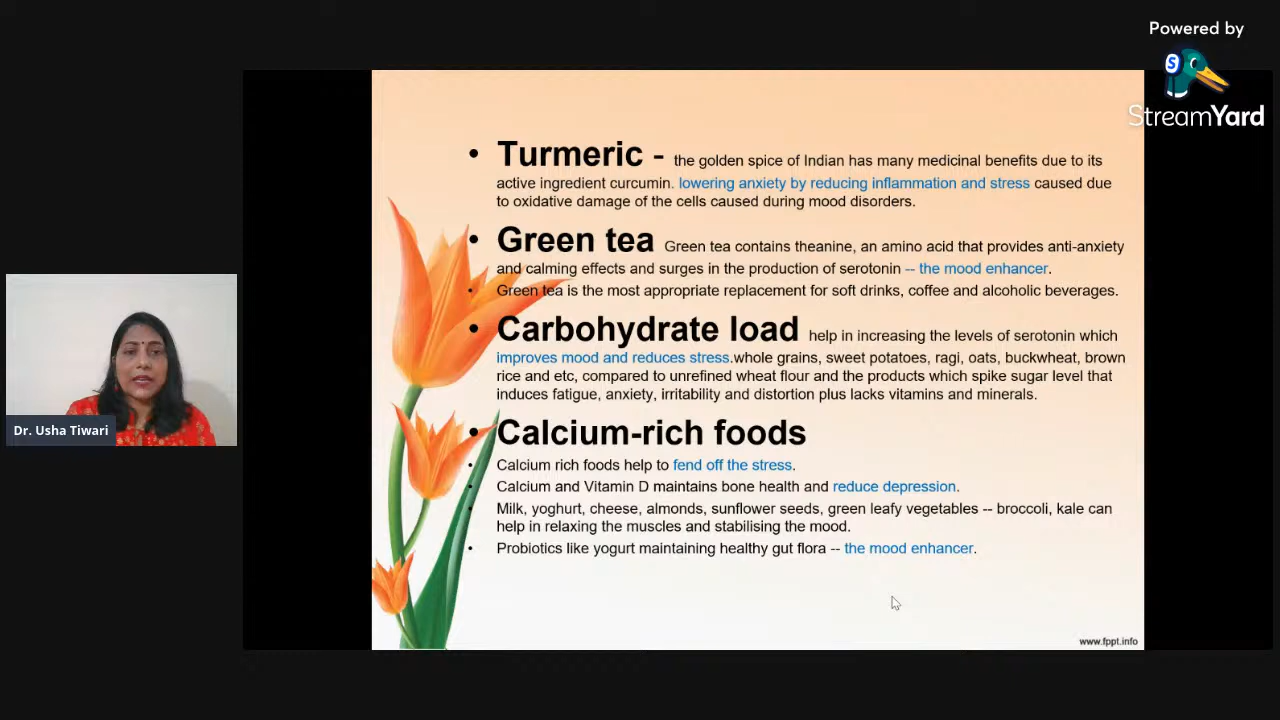 Powered by
S
StreamYard
• Turmeric - the golden spice of Indian has many medicinal benefits due to its
active ingredient curcumin. lowering anxiety by reducing inflammation and stress caused due
to oxidative damage of the cells caused during mood disorders.
• Green tea Green tea contains theanine, an amino acid that provides anti-anxiety
and calming effects and surges in the production of serotonin -- the mood enhancer.
• Green tea is the most appropriate replacement for soft drinks, coffee and alcoholic beverages.
• Carbohydrate load help in increasing the levels of serotonin which
improves mood and reduces stress.whole grains, sweet potatoes, ragi, oats, buckwheat, brown
rice and etc, compared to unrefined wheat flour and the products which spike sugar level that
induces fatigue, anxiety, irritability and distortion plus lacks vitamins and minerals.
• Calcium-rich foods
• Calcium rich foods help to fend off the stress.
• Calcium and Vitamin D maintains bone health and reduce depression.
• Milk, yoghurt, cheese, almonds, sunflower seeds, green leafy vegetables -- broccoli, kale can
help in relaxing the muscles and stabilising the mood.
• Probiotics like yogurt maintaining healthy gut flora -- the mood enhancer.
www.fppt.info
Dr. Usha Tiwari